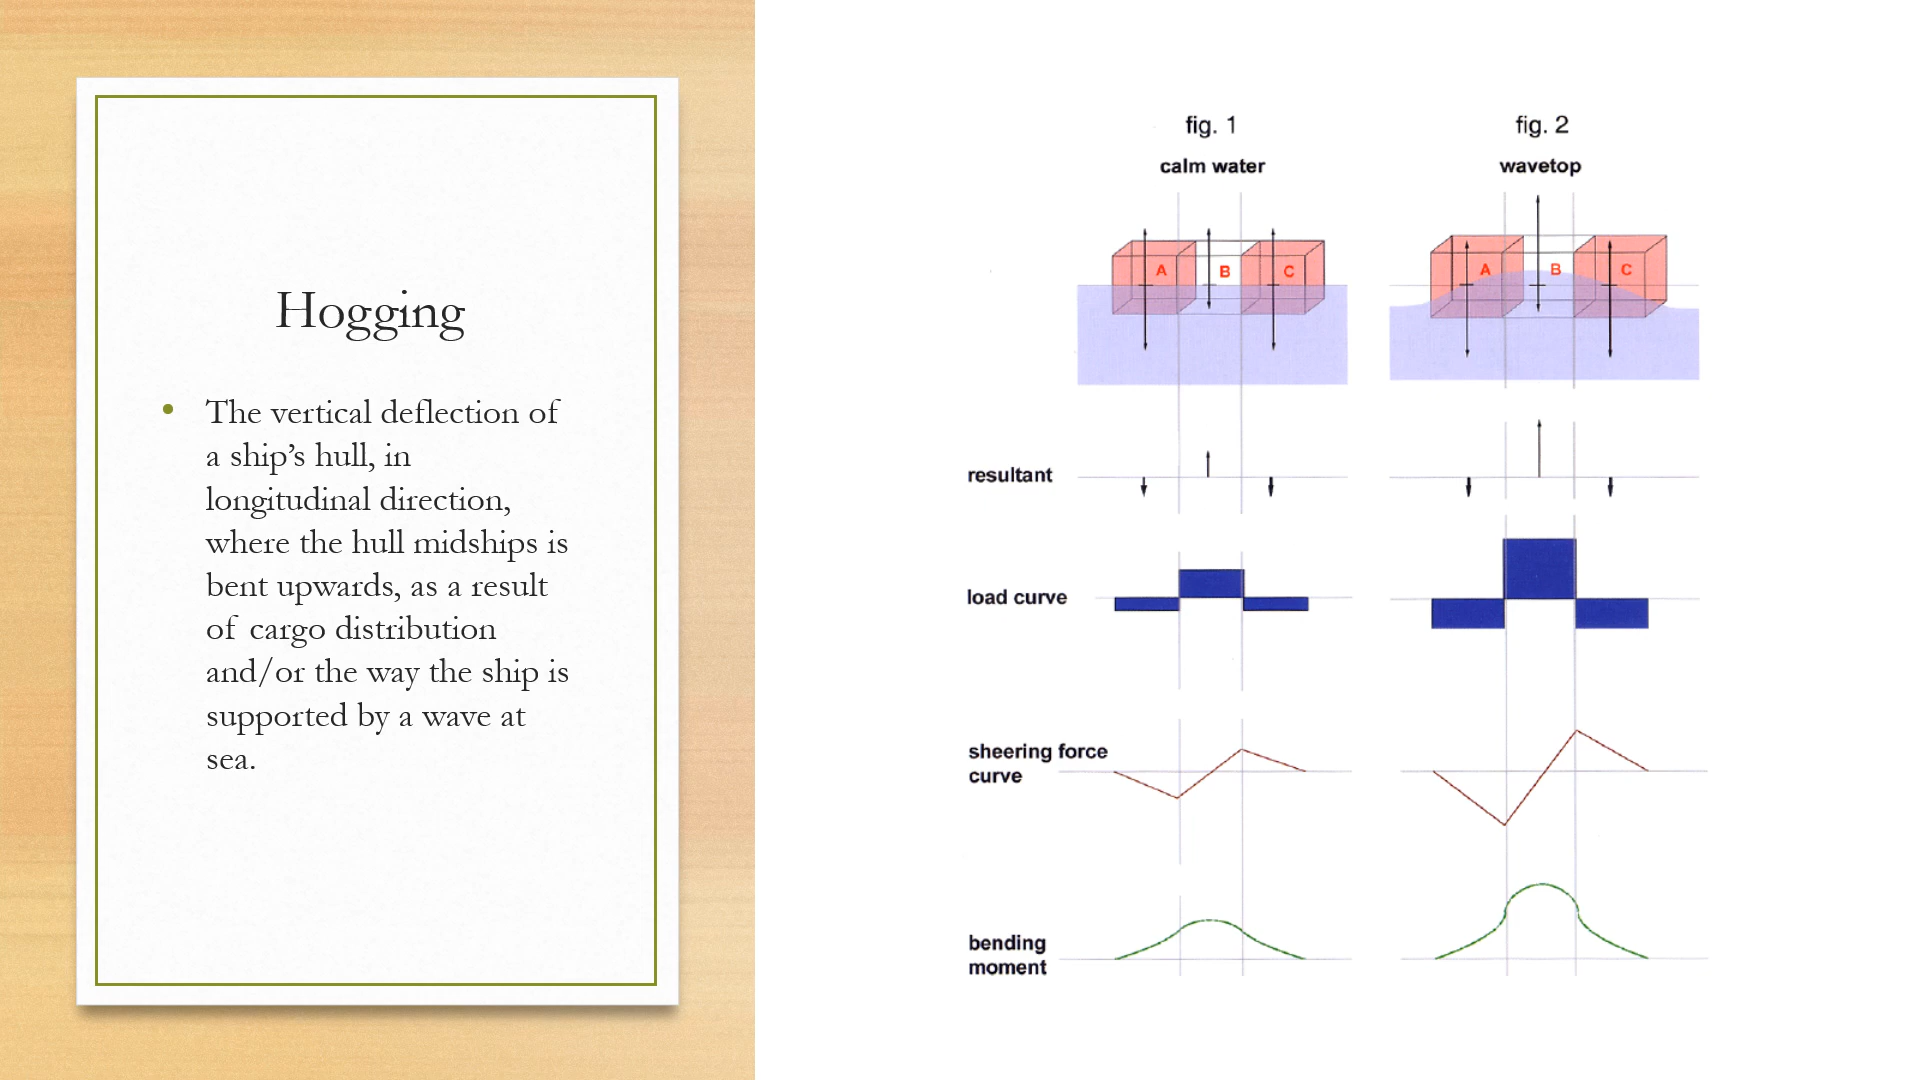 Hogging
• The vertical deflection of
a ship’s hull, in
longitudinal direction,
where the hull midships is
bent upwards, as a result
of cargo distribution
and/or the way the ship is
supported by a wave at
sea.
fig. 1
calm water
A B C
fig. 2
wavetop
A B C
resultant
load curve
sheering force
curve
bending
moment